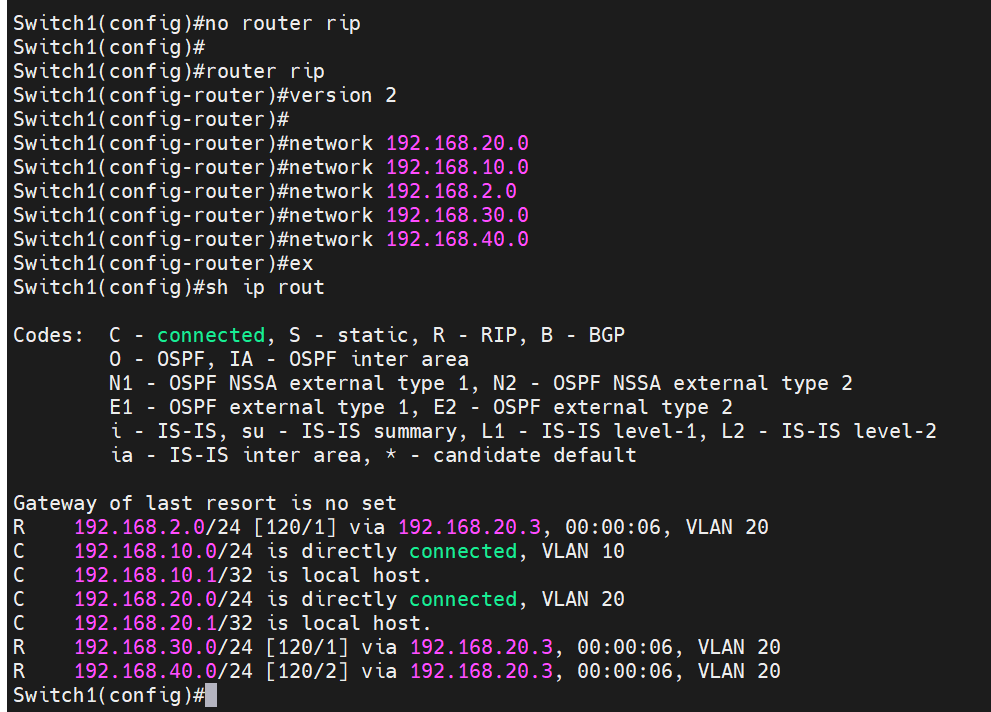 Switch1(config)#no router rip
Switch1(config)#
Switch1(config)#router rip
Switch1(config-router)#version 2
Switch1(config-router)#
Switch1(config-router)#network 192.168.20.0
Switch1(config-router)#network 192.168.10.0
Switch1(config-router)#network 192.168.2.0
Switch1(config-router)#network 192.168.30.0
Switch1(config-router)#network 192.168.40.0
Switch1(config-router)#ex
Switch1(config)#sh ip rout

Codes:  C - connected, S - static, R - RIP, B - BGP
        O - OSPF, IA - OSPF inter area
        N1 - OSPF NSSA external type 1, N2 - OSPF NSSA external type 2
        E1 - OSPF external type 1, E2 - OSPF external type 2
        i - IS-IS, su - IS-IS summary, L1 - IS-IS level-1, L2 - IS-IS level-2
        ia - IS-IS inter area, * - candidate default

Gateway of last resort is no set
R    192.168.2.0/24 [120/1] via 192.168.20.3, 00:00:06, VLAN 20
C    192.168.10.0/24 is directly connected, VLAN 10
C    192.168.10.1/32 is local host.
C    192.168.20.0/24 is directly connected, VLAN 20
C    192.168.20.1/32 is local host.
R    192.168.30.0/24 [120/1] via 192.168.20.3, 00:00:06, VLAN 20
R    192.168.40.0/24 [120/2] via 192.168.20.3, 00:00:06, VLAN 20
Switch1(config)#